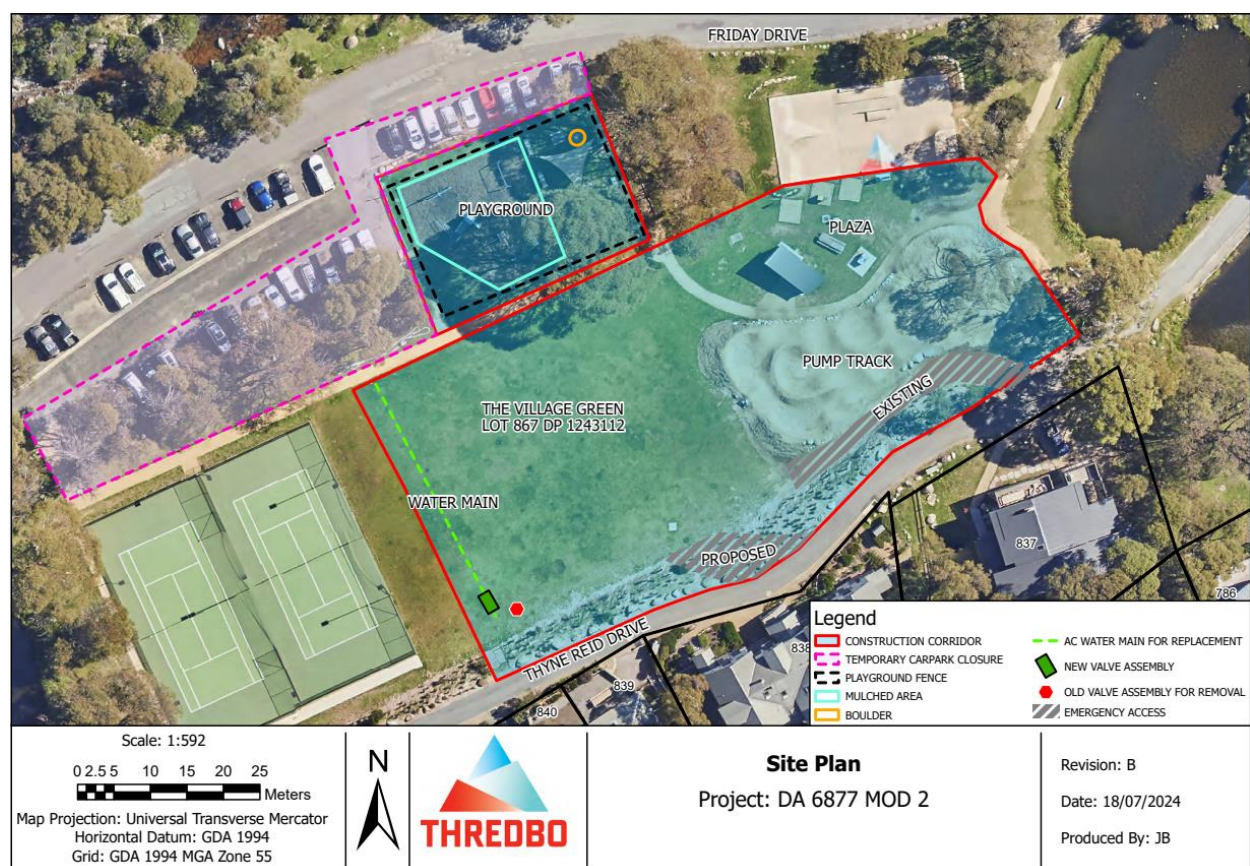 FRIDAY DRIVE
PLAYGROUND
PLAZA
PUMP TRACK
EXISTING
THE VILLAGE GREEN
LOT 867 DP 1243112
WATER MAIN
PROPOSED
THYNE REID DRIVE
837
786
838
839
840
Legend
CONSTRUCTION CORRIDOR
TEMPORARY CARPARK CLOSURE
PLAYGROUND FENCE
MULCHED AREA
BOULDER
AC WATER MAIN FOR REPLACEMENT
NEW VALVE ASSEMBLY
OLD VALVE ASSEMBLY FOR REMOVAL
EMERGENCY ACCESS
Scale: 1:592
0 2.5 5 10 15 20 25
Meters
Map Projection: Universal Transverse Mercator
Horizontal Datum: GDA 1994
Grid: GDA 1994 MGA Zone 55
N
THREDBO
Site Plan
Project: DA 6877 MOD 2
Revision: B
Date: 18/07/2024
Produced By: JB